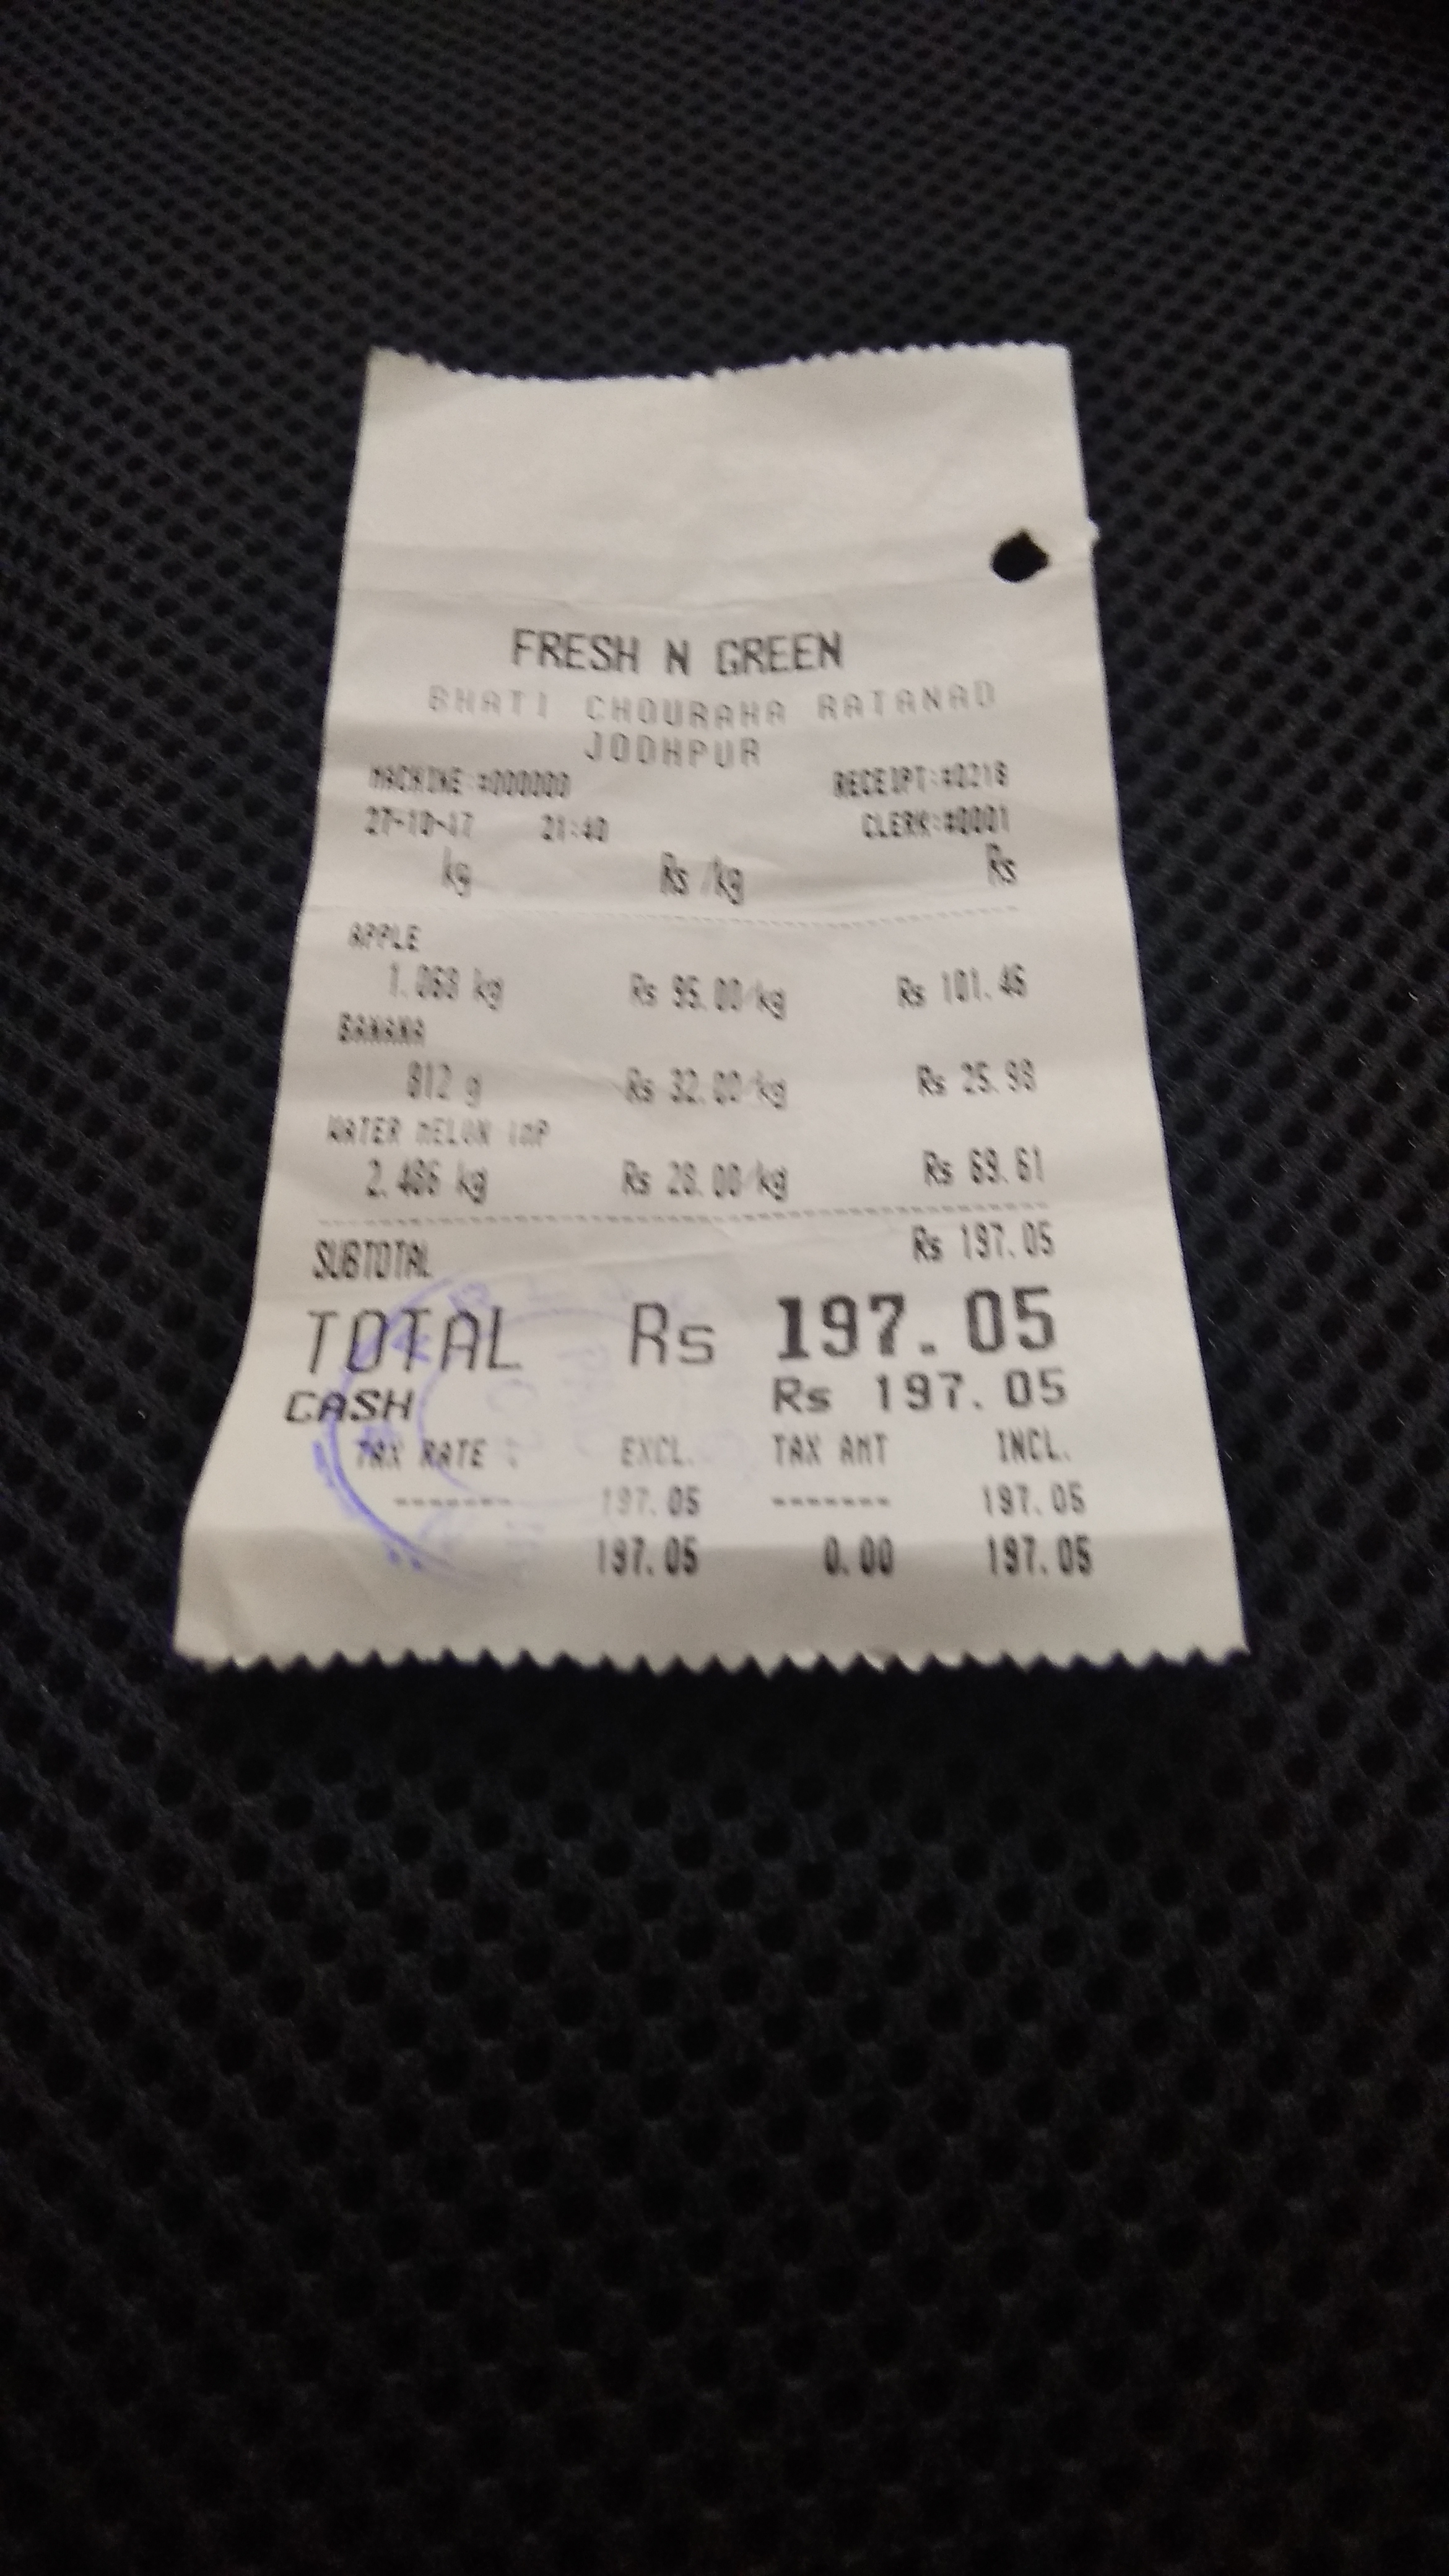 FRESH N GREEN
BHATI CHOURAHA RATANAD
JODHPUR
MACHINE:#000000 RECEIPT:#0218
27-10-17 21:40 CLERK:#0001
kg Rs /kg Rs
APPLE
1.068 kg Rs 95.00/kg Rs 101.46
BANANA
812 g Rs 32.00/kg Rs 25.98
WATER MELON IMP
2.486 kg Rs 28.00/kg Rs 69.61
SUBTOTAL Rs 197.05
TOTAL Rs 197.05
CASH Rs 197.05
TAX RATE : EXCL. TAX AMT INCL.
------- 197.05 ------- 197.05
197.05 0.00 197.05